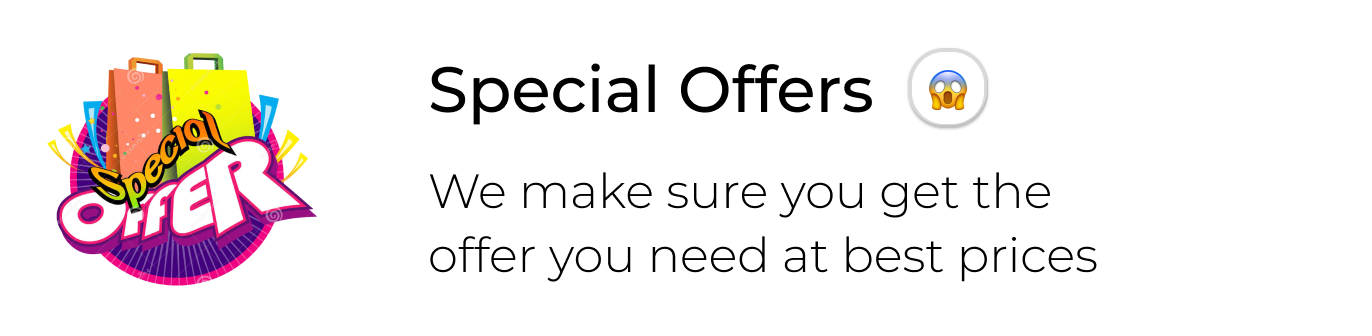 Special
OFFER
Special Offers 😱
We make sure you get the
offer you need at best prices